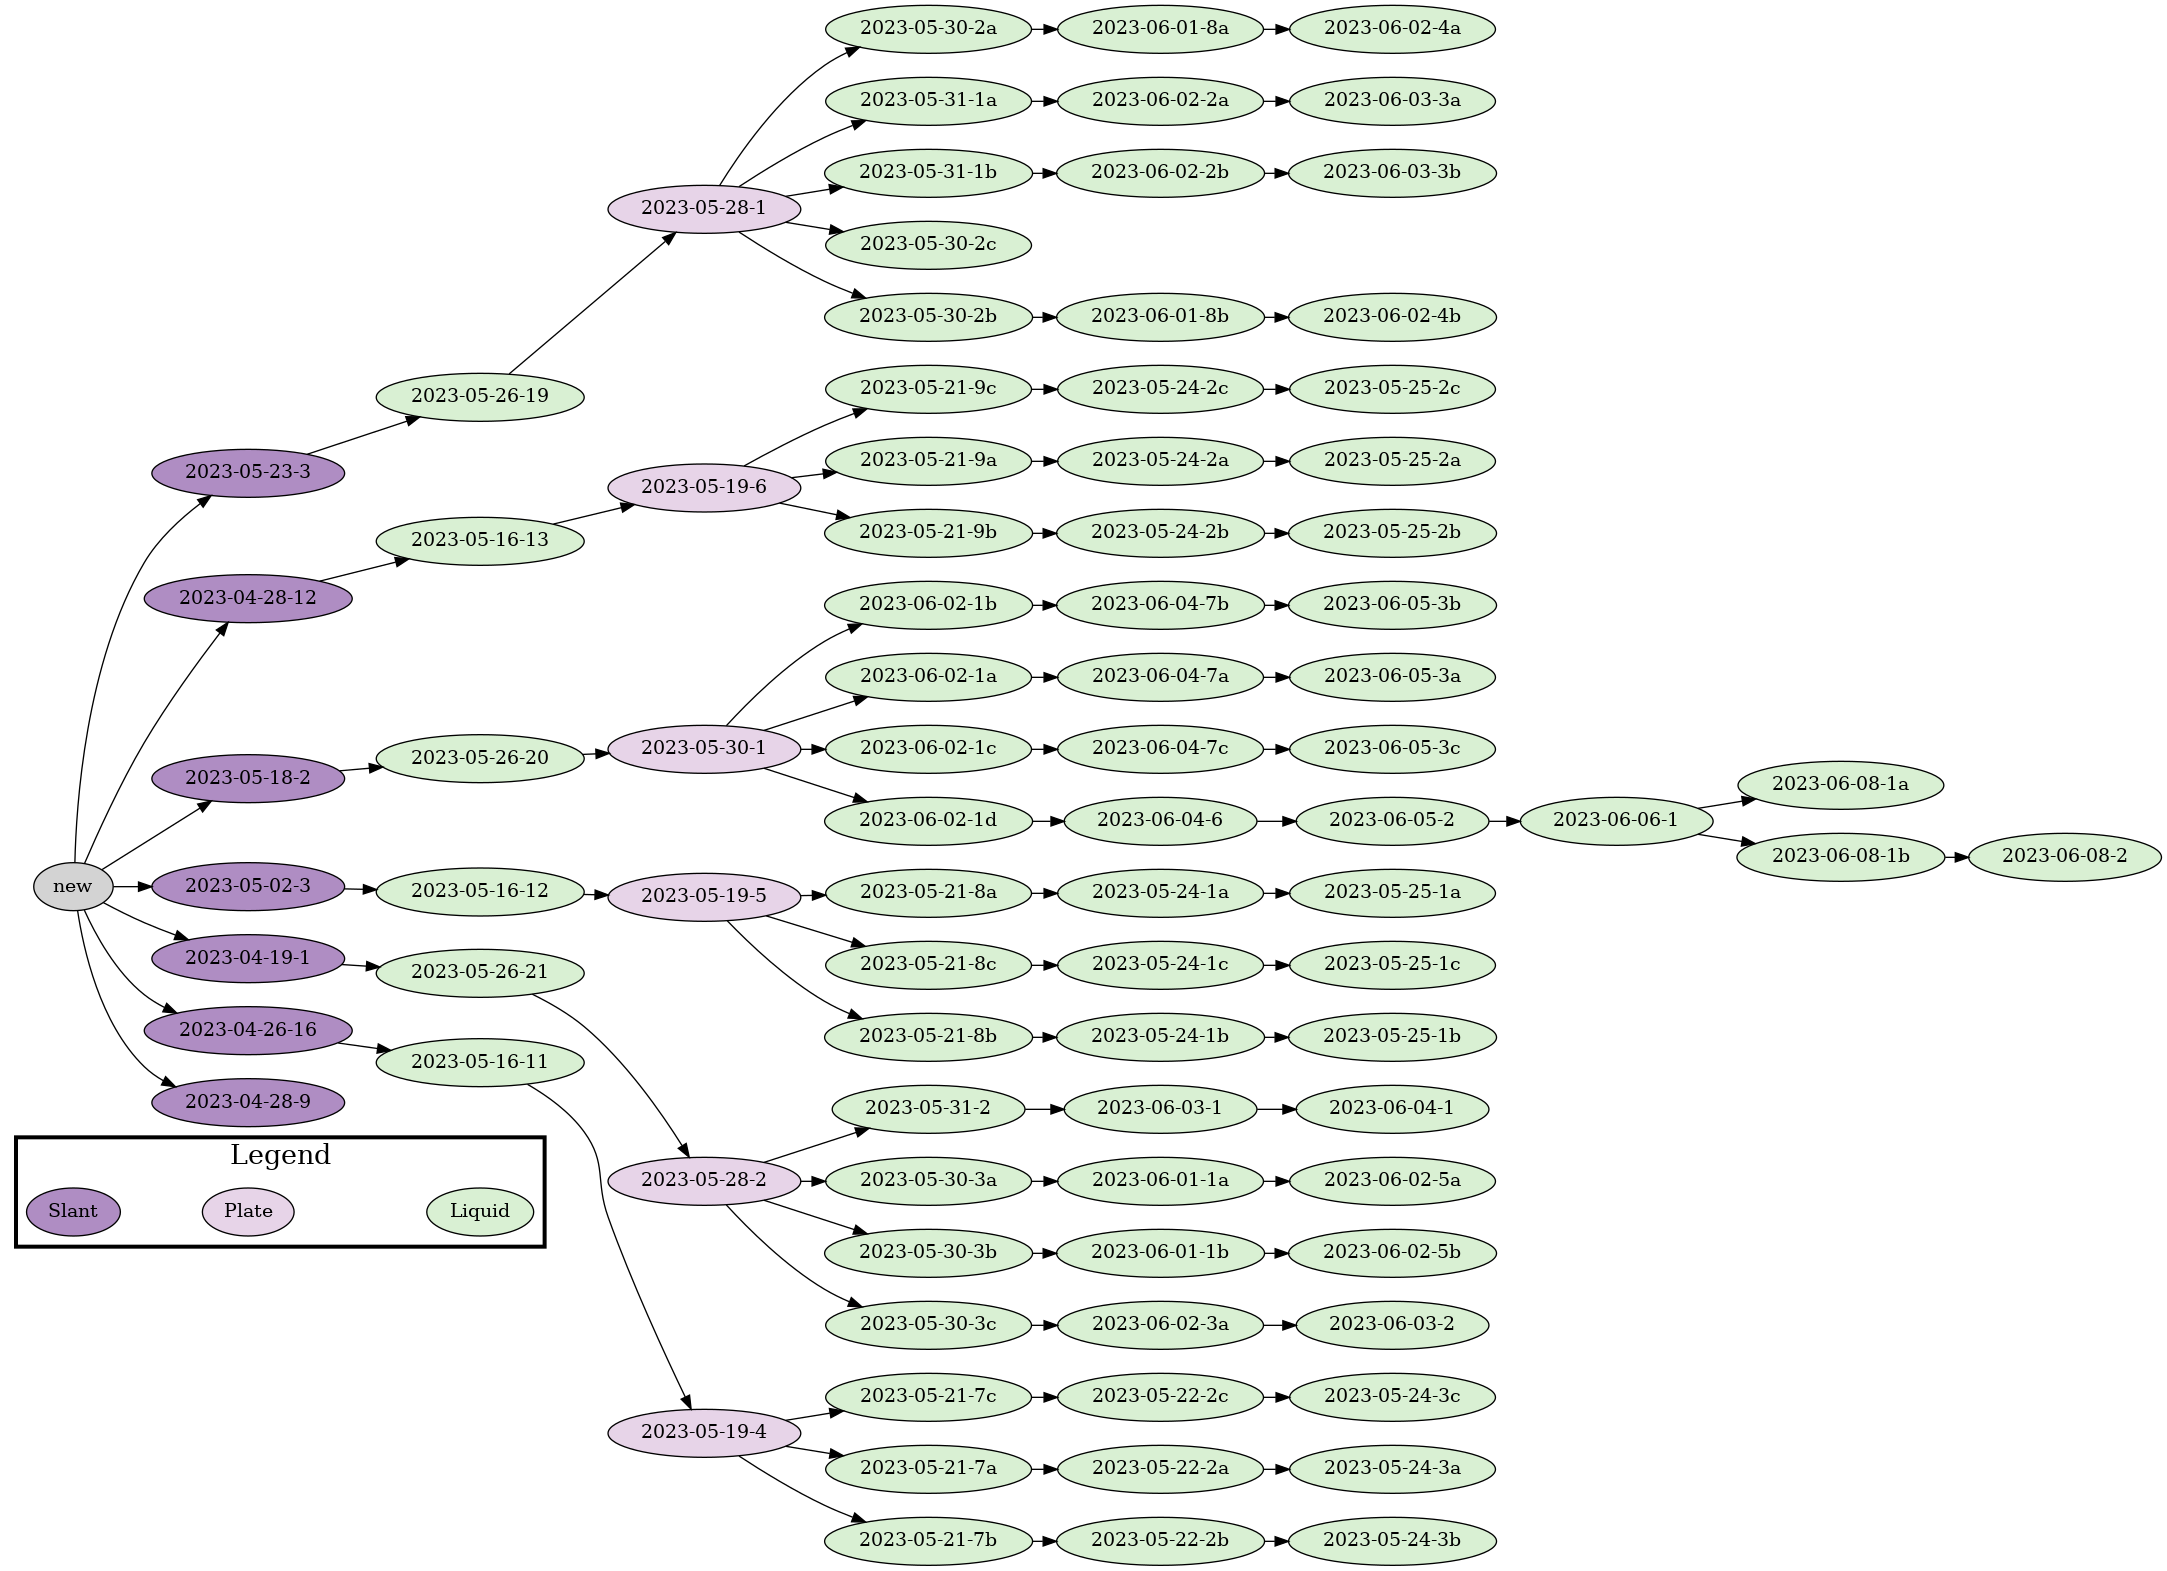 2023-05-30-2a 2023-06-01-8a 2023-06-02-4a
2023-05-31-1a 2023-06-02-2a 2023-06-03-3a
2023-05-31-1b 2023-06-02-2b 2023-06-03-3b
2023-05-28-1
2023-05-30-2c
2023-05-30-2b 2023-06-01-8b 2023-06-02-4b
2023-05-26-19
2023-05-21-9c 2023-05-24-2c 2023-05-25-2c
2023-05-23-3
2023-05-21-9a 2023-05-24-2a 2023-05-25-2a
2023-05-19-6
2023-05-16-13
2023-05-21-9b 2023-05-24-2b 2023-05-25-2b
2023-04-28-12
2023-06-02-1b 2023-06-04-7b 2023-06-05-3b
2023-06-02-1a 2023-06-04-7a 2023-06-05-3a
2023-05-18-2 2023-05-26-20 2023-05-30-1
2023-06-02-1c 2023-06-04-7c 2023-06-05-3c
2023-06-08-1a
2023-06-02-1d 2023-06-04-6 2023-06-05-2 2023-06-06-1
2023-06-08-1b 2023-06-08-2
new 2023-05-02-3 2023-05-16-12 2023-05-19-5
2023-05-21-8a 2023-05-24-1a 2023-05-25-1a
2023-04-19-1 2023-05-26-21
2023-05-21-8c 2023-05-24-1c 2023-05-25-1c
2023-04-26-16 2023-05-16-11
2023-05-21-8b 2023-05-24-1b 2023-05-25-1b
2023-04-28-9
2023-05-31-2 2023-06-03-1 2023-06-04-1
Legend
2023-05-28-2 2023-05-30-3a 2023-06-01-1a 2023-06-02-5a
Slant Plate Liquid
2023-05-30-3b 2023-06-01-1b 2023-06-02-5b
2023-05-30-3c 2023-06-02-3a 2023-06-03-2
2023-05-21-7c 2023-05-22-2c 2023-05-24-3c
2023-05-19-4
2023-05-21-7a 2023-05-22-2a 2023-05-24-3a
2023-05-21-7b 2023-05-22-2b 2023-05-24-3b